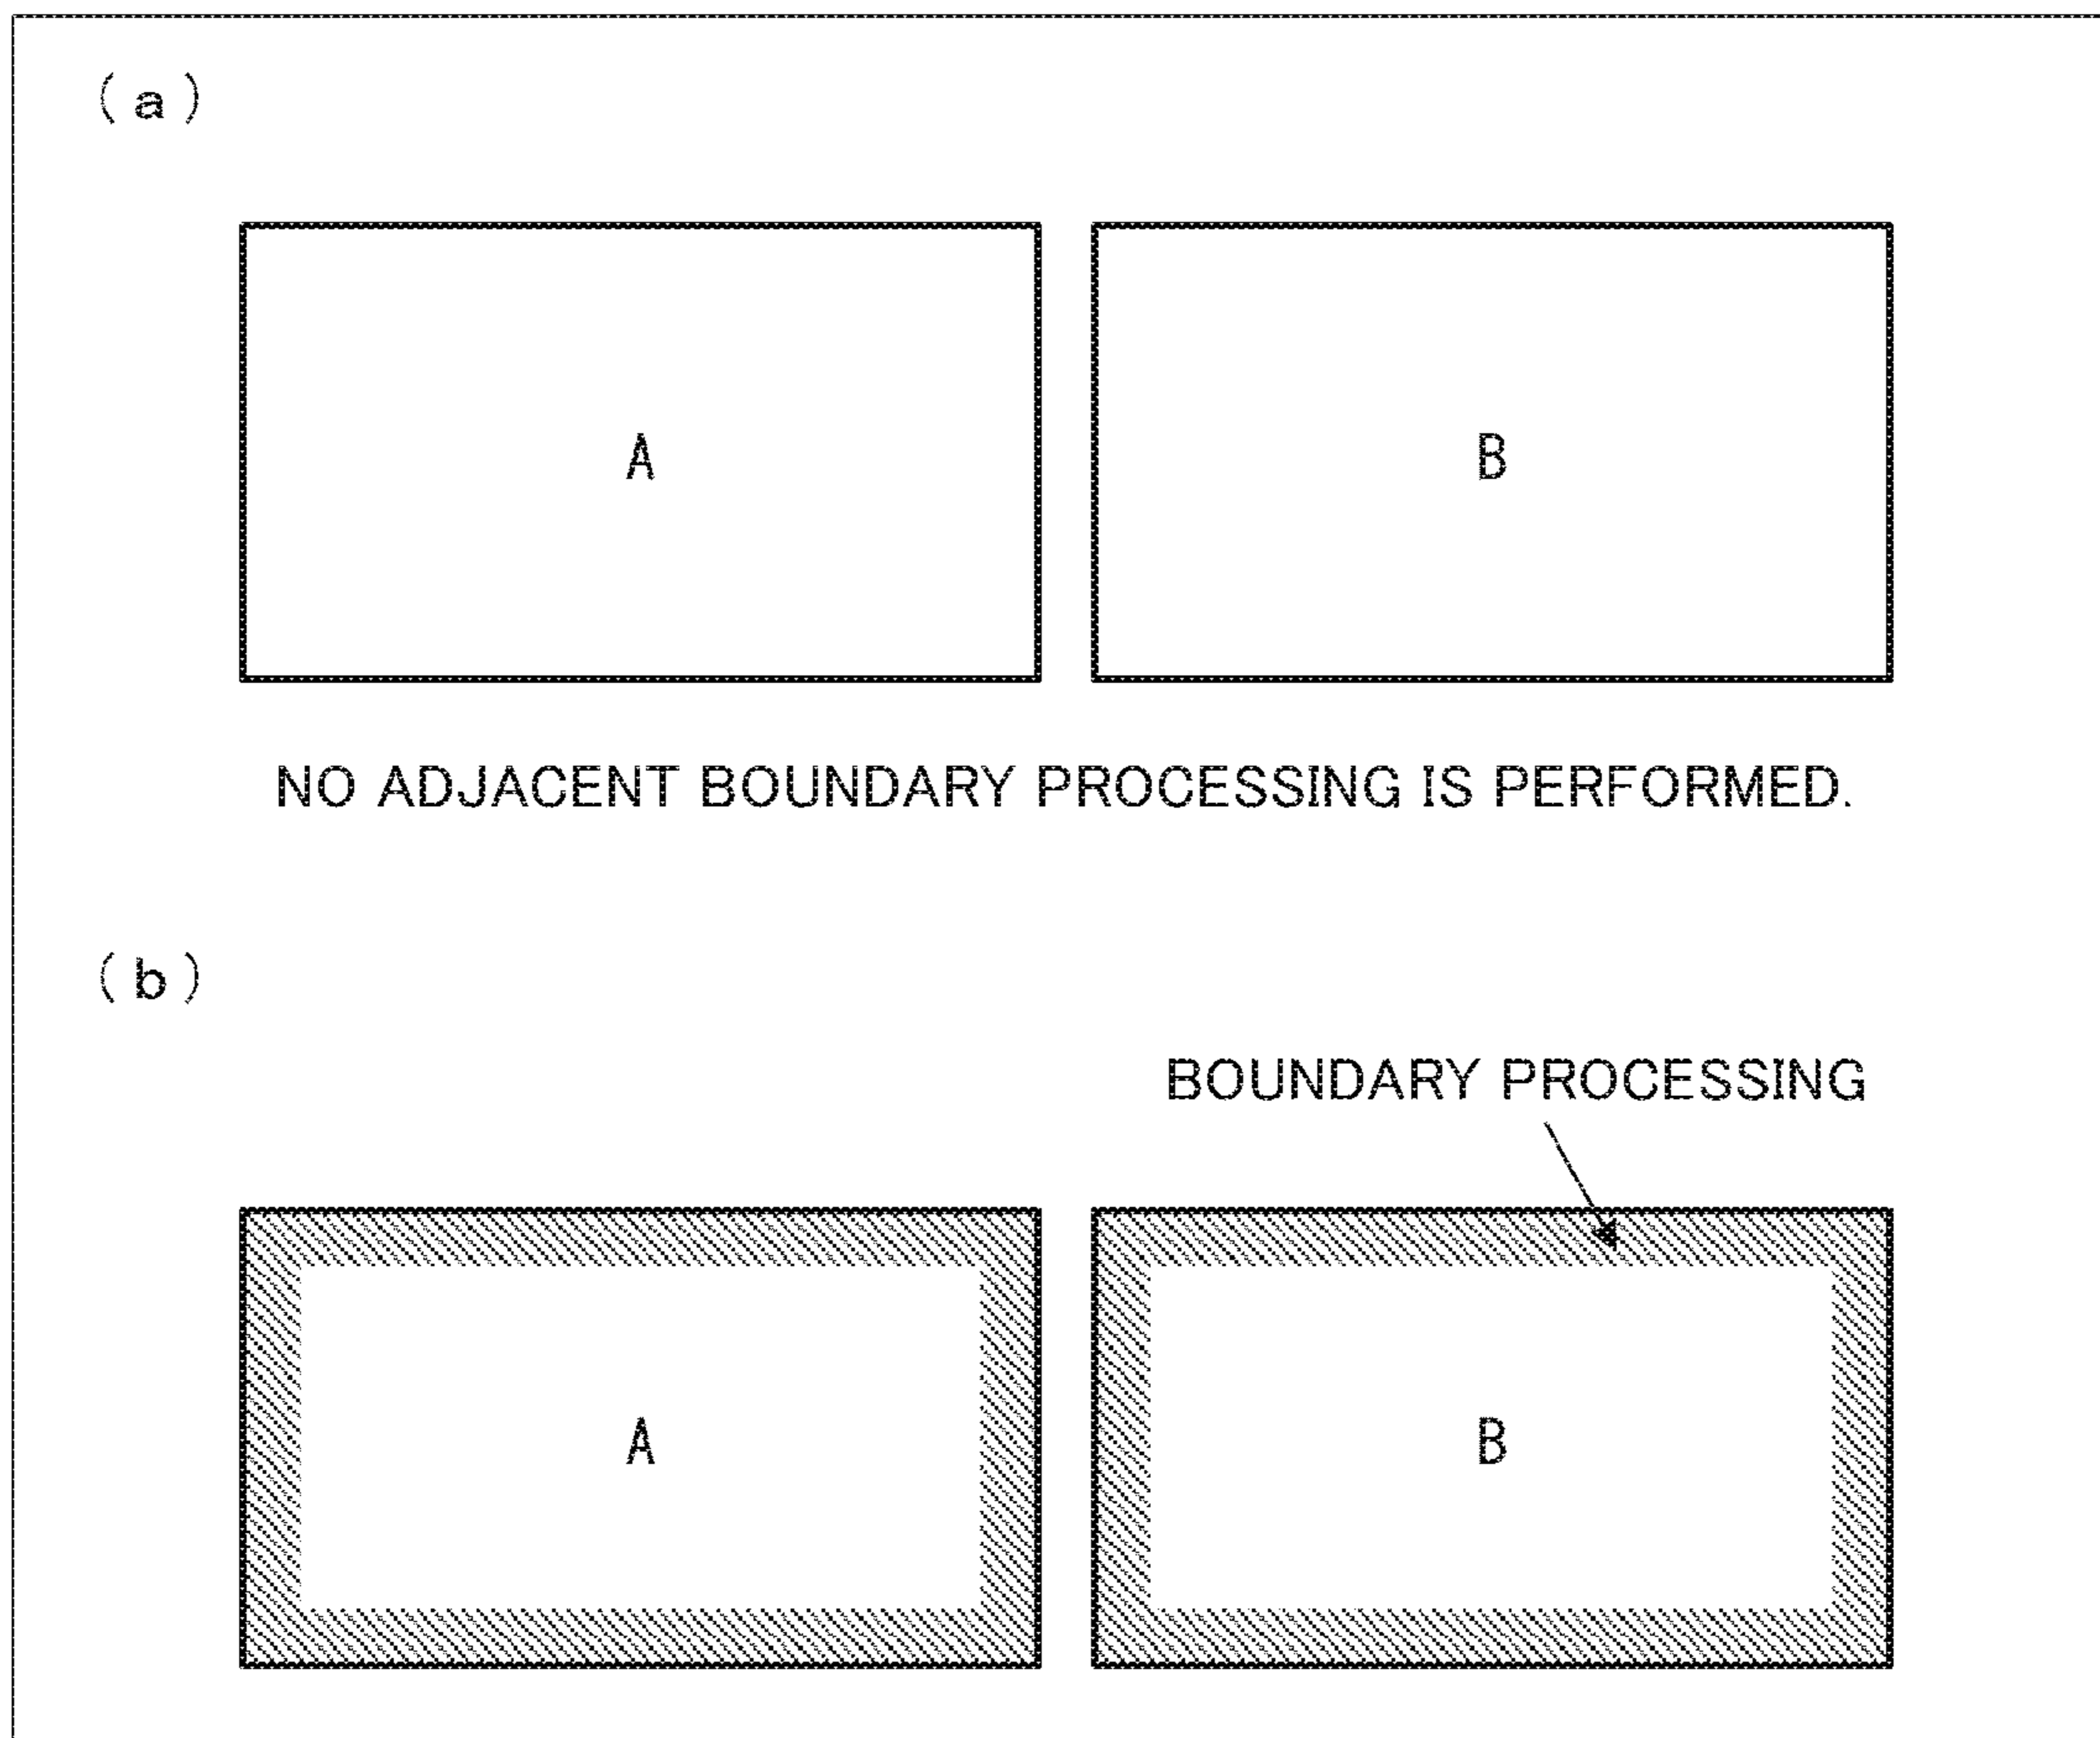 (a)
A
B
NO ADJACENT BOUNDARY PROCESSING IS PERFORMED.
(b)
BOUNDARY PROCESSING
A
B